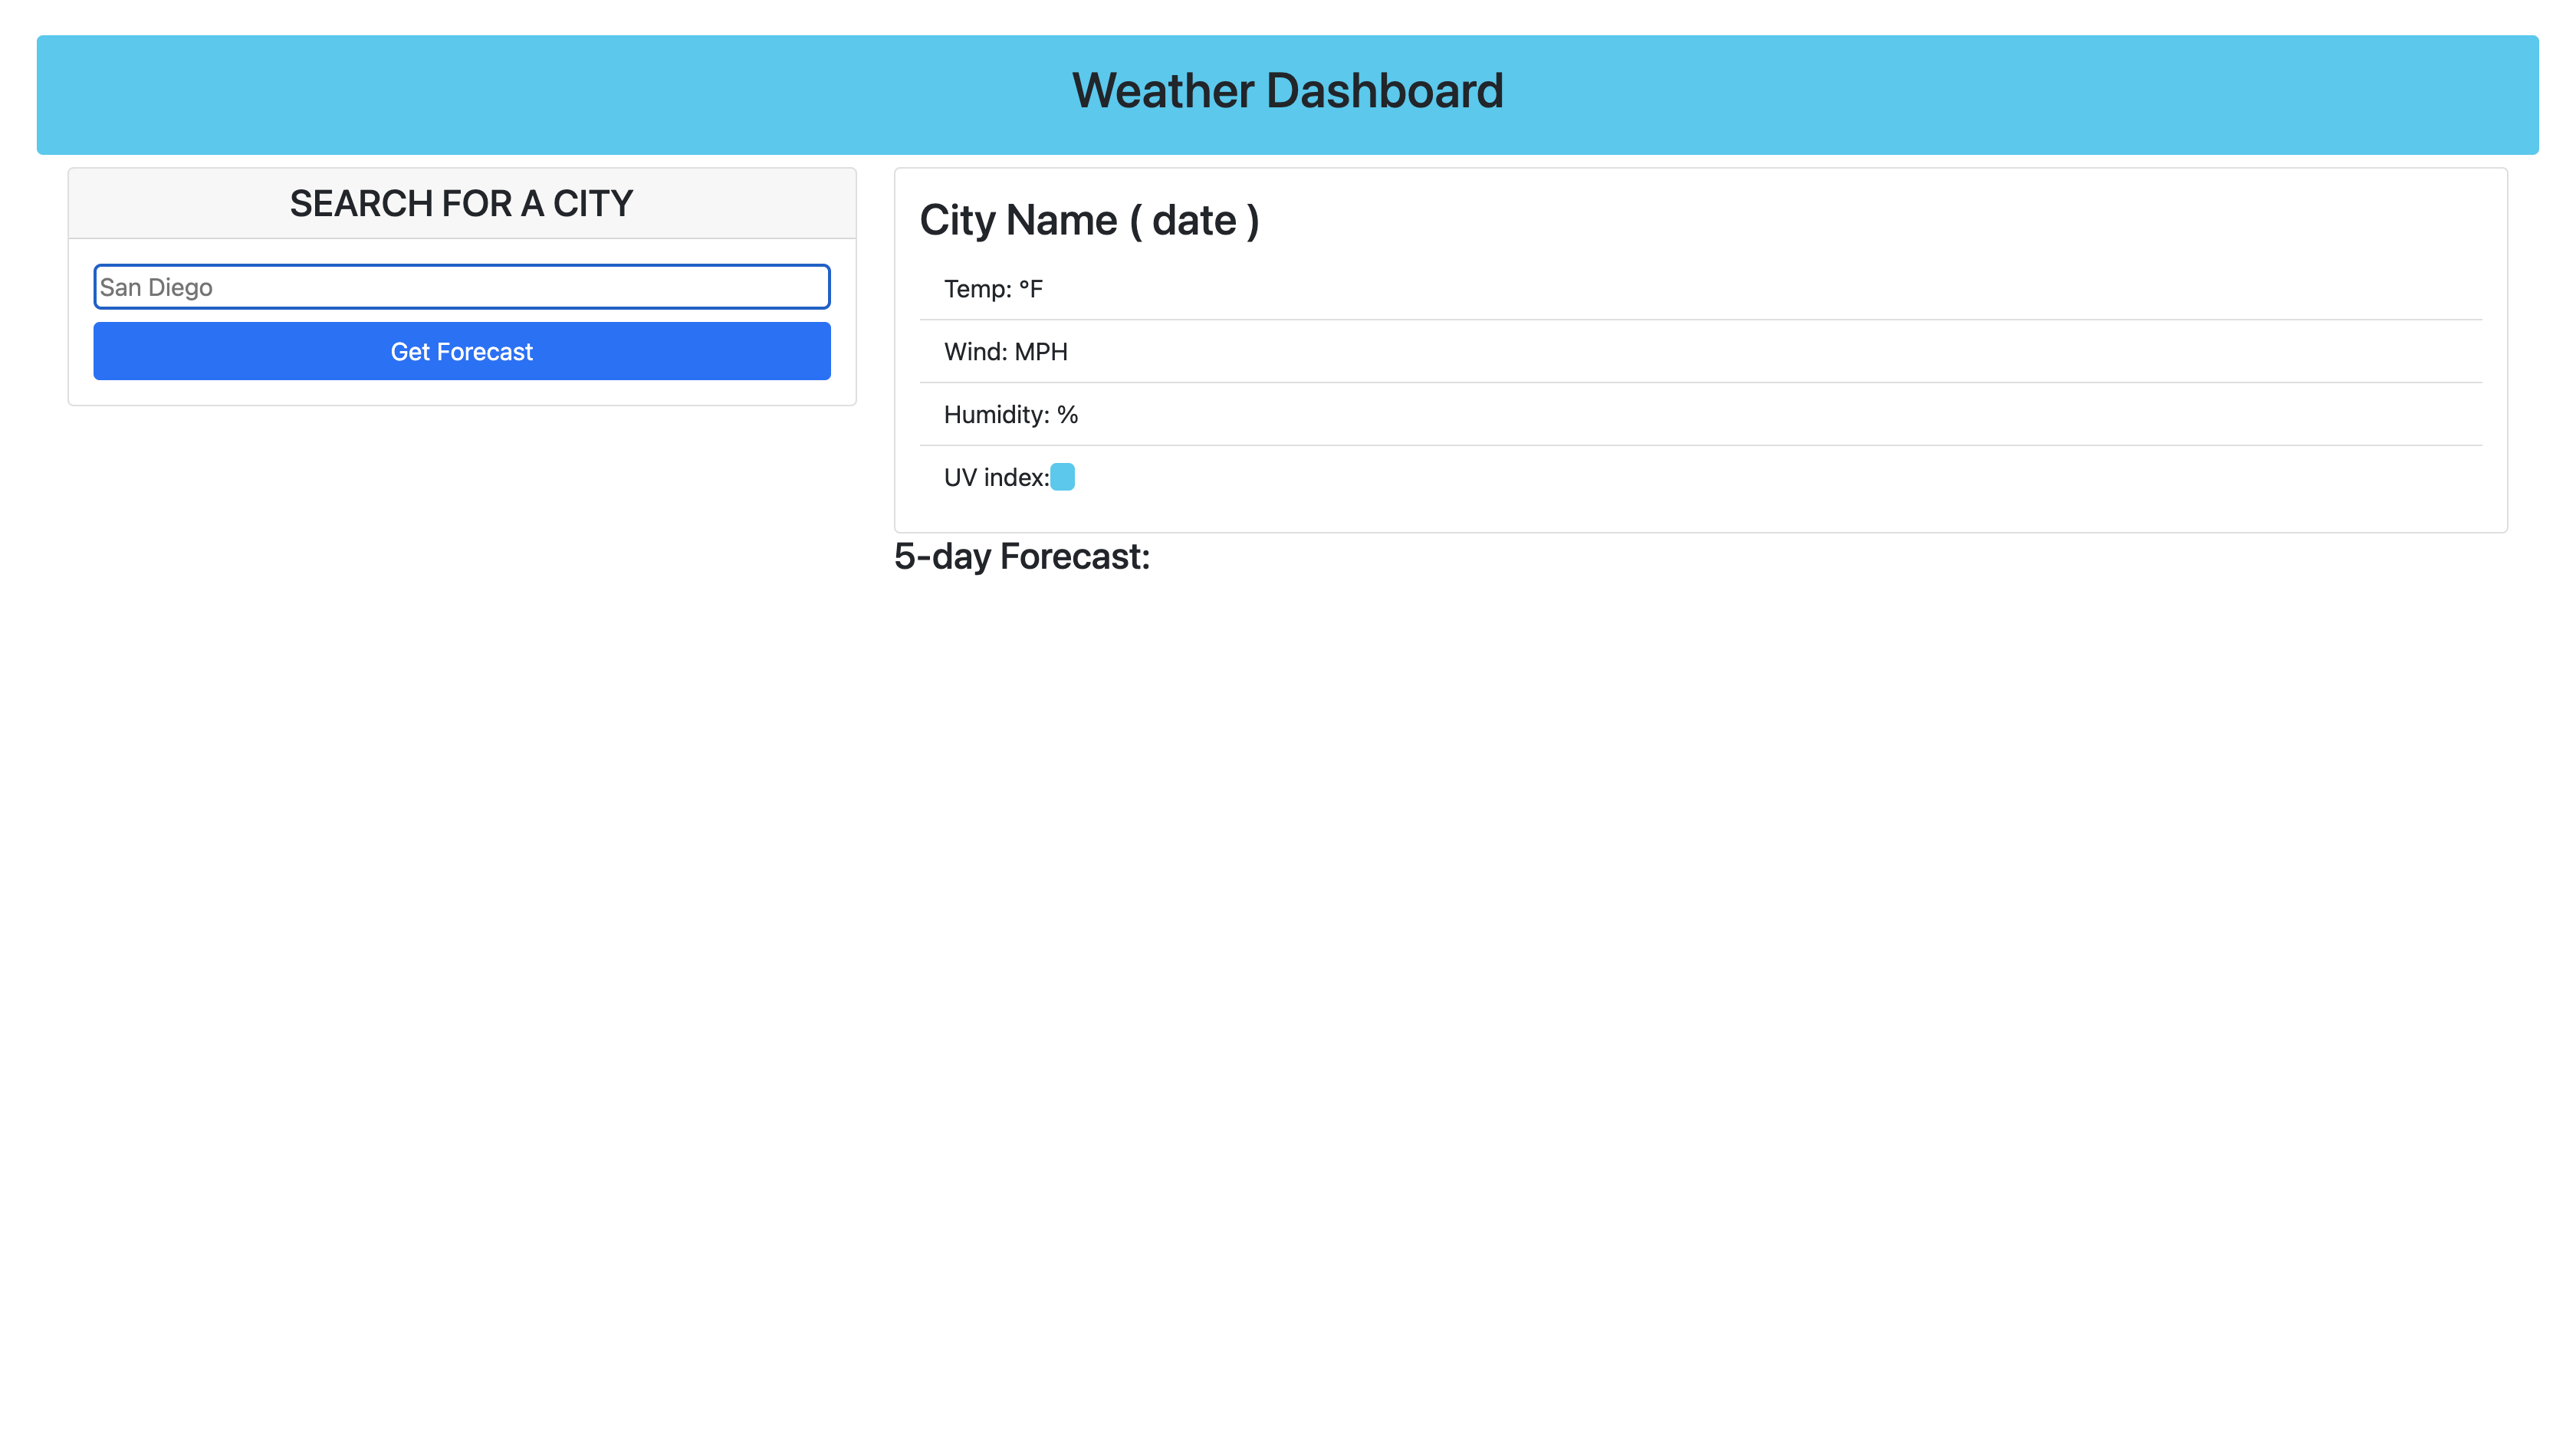 Weather Dashboard
SEARCH FOR A CITY
San Diego
Get Forecast
City Name ( date )
Temp: °F
Wind: MPH
Humidity: %
UV index:
5-day Forecast: